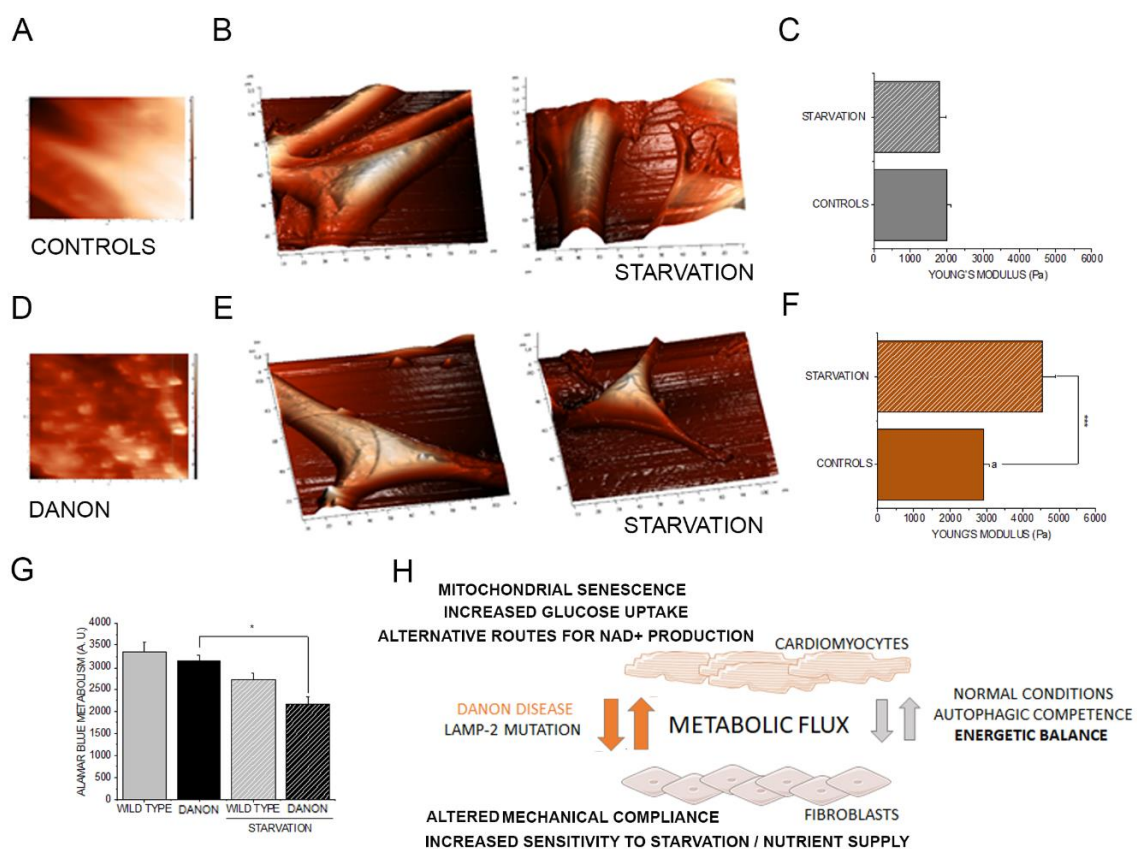 A
B
C
CONTROLS
STARVATION
STARVATION
CONTROLS
0 1000 2000 3000 4000 5000 6000
YOUNG'S MODULUS (Pa)
D
E
F
DANON
STARVATION
STARVATION
CONTROLS
a
***
0 1000 2000 3000 4000 5000 6000
YOUNG'S MODULUS (Pa)
G
ALAMAR BLUE METABOLISM (A. U.)
4000
3500
3000
2500
2000
1500
1000
500
0
*
WILD TYPE DANON WILD TYPE DANON
STARVATION
H
MITOCHONDRIAL SENESCENCE
INCREASED GLUCOSE UPTAKE
ALTERNATIVE ROUTES FOR NAD+ PRODUCTION
CARDIOMYOCYTES
DANON DISEASE
LAMP-2 MUTATION
METABOLIC FLUX
NORMAL CONDITIONS
AUTOPHAGIC COMPETENCE
ENERGETIC BALANCE
FIBROBLASTS
ALTERED MECHANICAL COMPLIANCE
INCREASED SENSITIVITY TO STARVATION / NUTRIENT SUPPLY